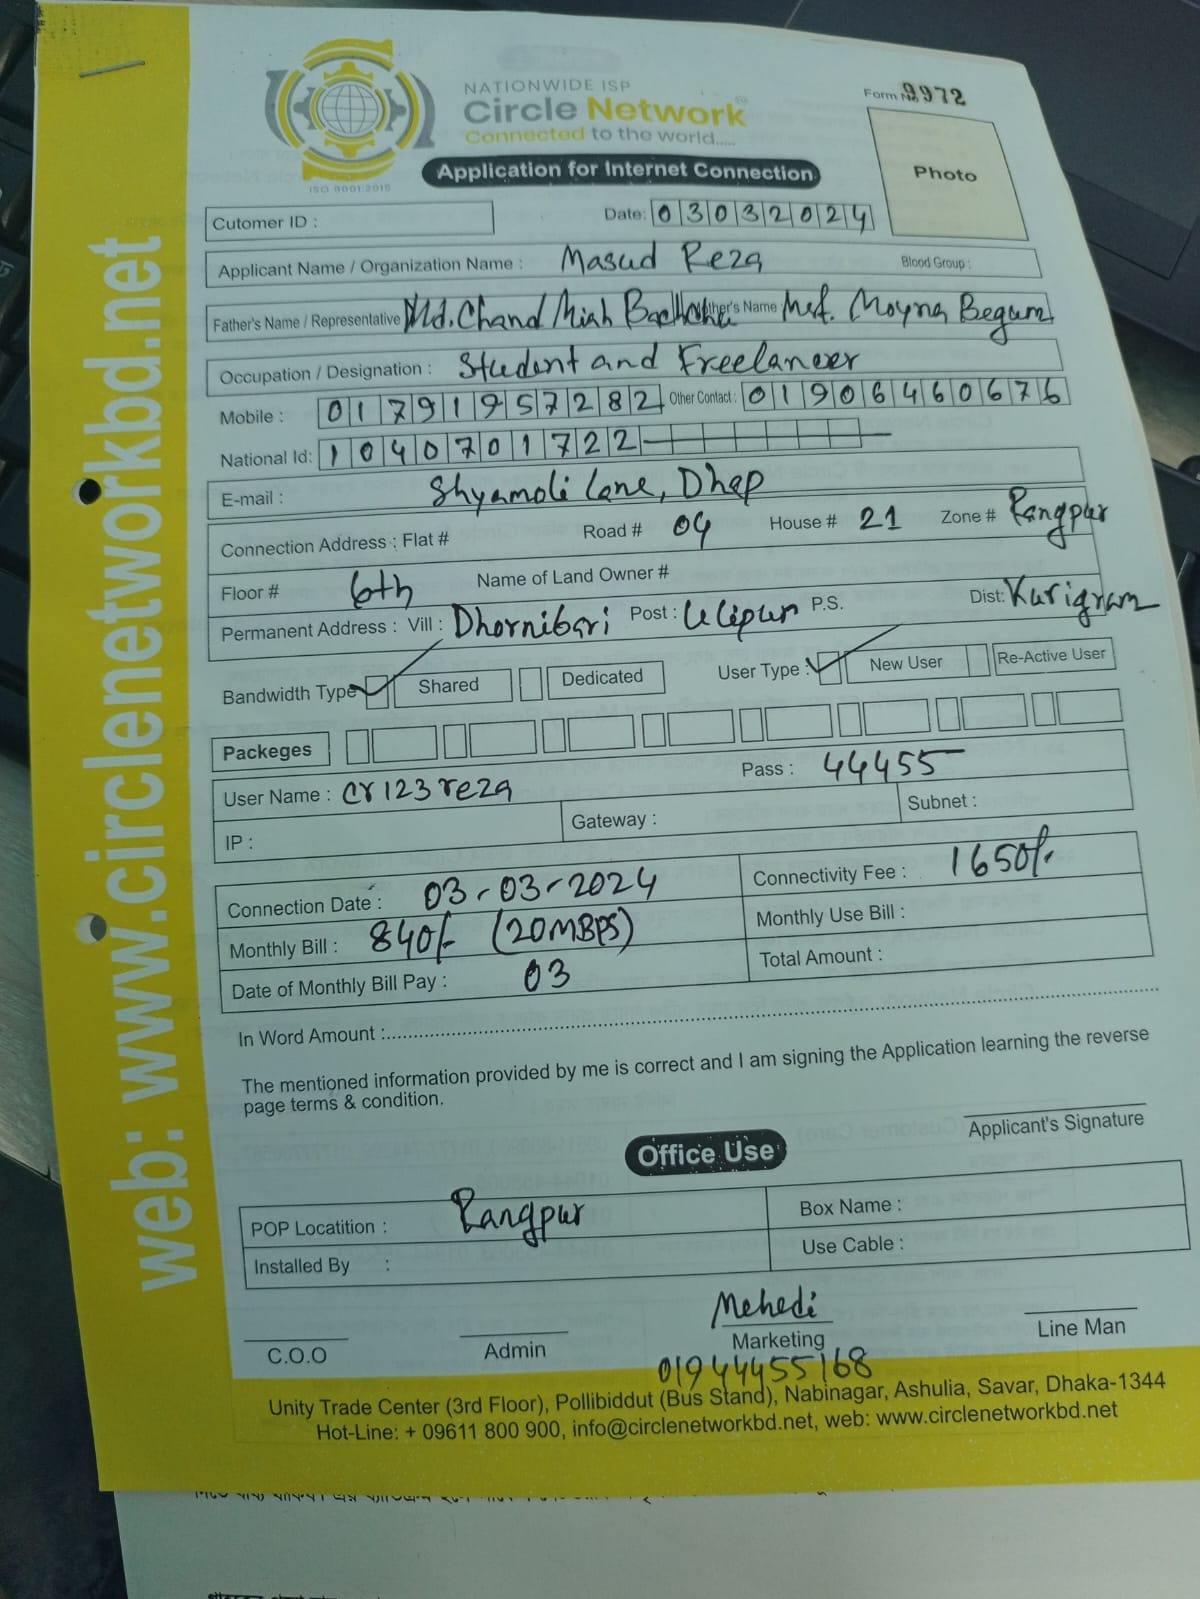 NATIONWIDE ISP
Circle Network™
Connected to the world.....
ISO 9001:2015
Form No 9972
Photo
Application for Internet Connection
Cutomer ID :
Date: 03032024
Applicant Name / Organization Name : Masud Reza Blood Group :
Father's Name / Representative Md. Chand Miah Bachchu Mother's Name Mst. Moyna Begum
Occupation / Designation : Student and Freelancer
Mobile : 01791957282 Other Contact : 01906460676
National Id: 1040701722
E-mail : Shyamoli Lane, Dhap
Connection Address : Flat # Road # 04 House # 21 Zone # Rangpur
Floor # 6th Name of Land Owner #
Permanent Address : Vill : Dhornibari Post : Ulipur P.S. Dist: Kurigram
Bandwidth Type Shared Dedicated User Type : New User Re-Active User
Packeges
User Name : cr123reza Pass : 44455
IP : Gateway : Subnet :
Connection Date : 03-03-2024 Connectivity Fee : 1650/-
Monthly Bill : 840/- (20MBPS) Monthly Use Bill :
Date of Monthly Bill Pay : 03 Total Amount :
In Word Amount :
The mentioned information provided by me is correct and I am signing the Application learning the reverse
page terms & condition.
Applicant's Signature
Office Use
POP Locatition : Rangpur Box Name :
Installed By : Use Cable :
Mehedi
C.O.O Admin Marketing Line Man
01944455168
Unity Trade Center (3rd Floor), Pollibiddut (Bus Stand), Nabinagar, Ashulia, Savar, Dhaka-1344
Hot-Line: + 09611 800 900, info@circlenetworkbd.net, web: www.circlenetworkbd.net
web: www.circlenetworkbd.net